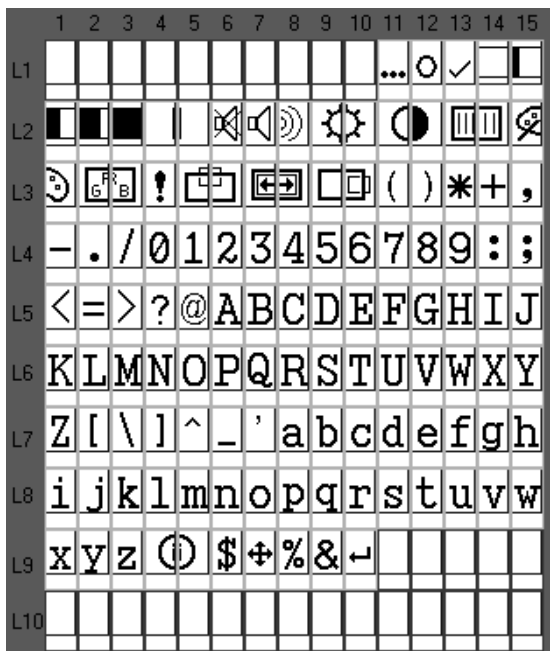 1 2 3 4 5 6 7 8 9 10 11 12 13 14 15
L1 ... O ✓
L2
L3 G R B ! ( ) * + ,
L4 - . / 0 1 2 3 4 5 6 7 8 9 : ;
L5 < = > ? @ A B C D E F G H I J
L6 K L M N O P Q R S T U V W X Y
L7 Z [ \ ] ^ _ ' a b c d e f g h
L8 i j k l m n o p q r s t u v w
L9 x y z $ % & ↵
L10